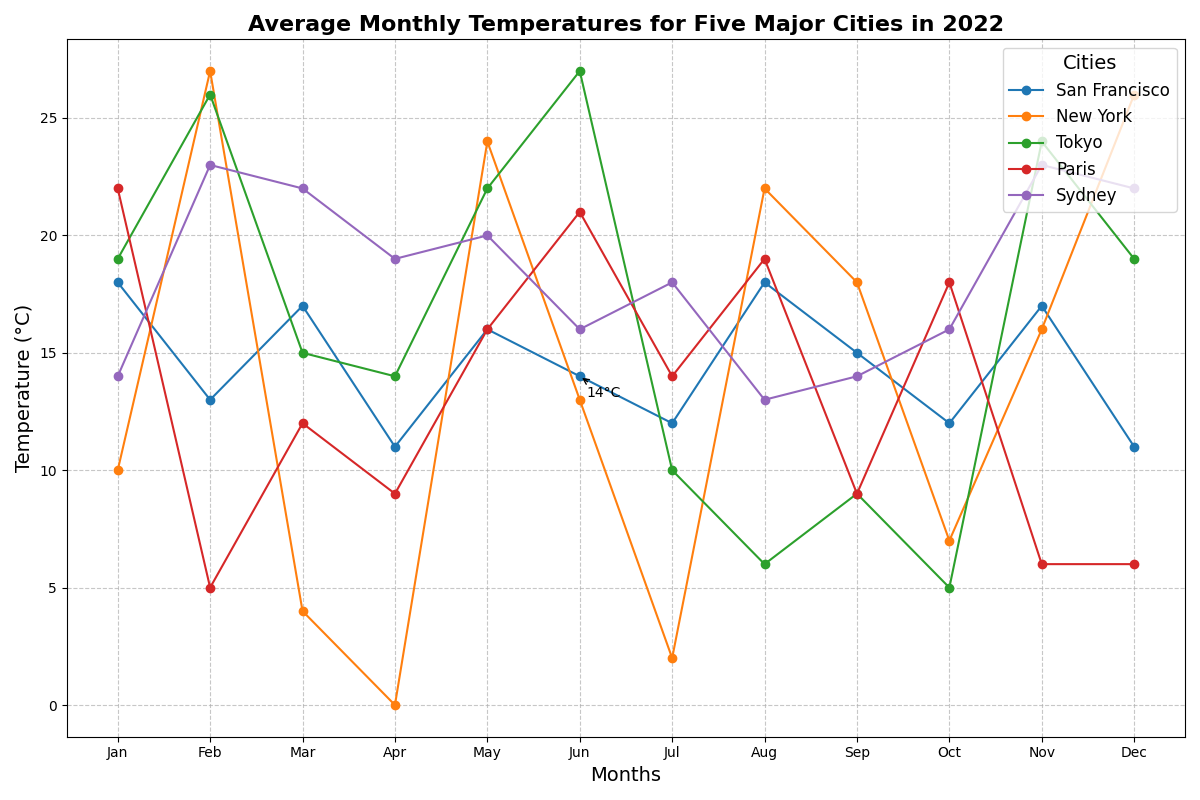 Average Monthly Temperatures for Five Major Cities in 2022
Cities
San Francisco
New York
Tokyo
Paris
Sydney
Temperature (°C)
25
20
15
10
5
0
14°C
Jan Feb Mar Apr May Jun Jul Aug Sep Oct Nov Dec
Months